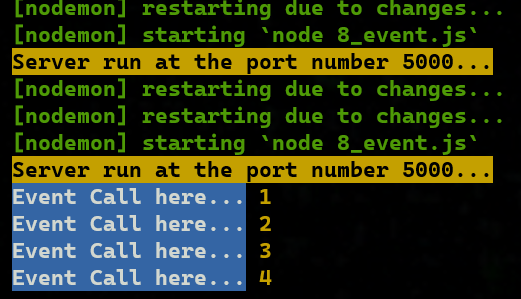 [nodemon] restarting due to changes...
[nodemon] starting `node 8_event.js`
Server run at the port number 5000...
[nodemon] restarting due to changes...
[nodemon] restarting due to changes...
[nodemon] starting `node 8_event.js`
Server run at the port number 5000...
Event Call here... 1
Event Call here... 2
Event Call here... 3
Event Call here... 4